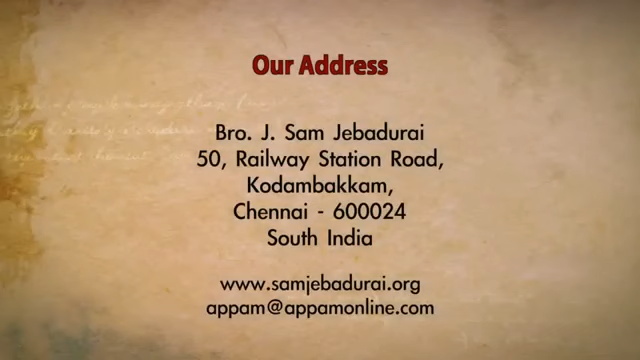 Our Address
Bro. J. Sam Jebadurai
50, Railway Station Road,
Kodambakkam,
Chennai - 600024
South India
www.samjebadurai.org
appam@appamonline.com